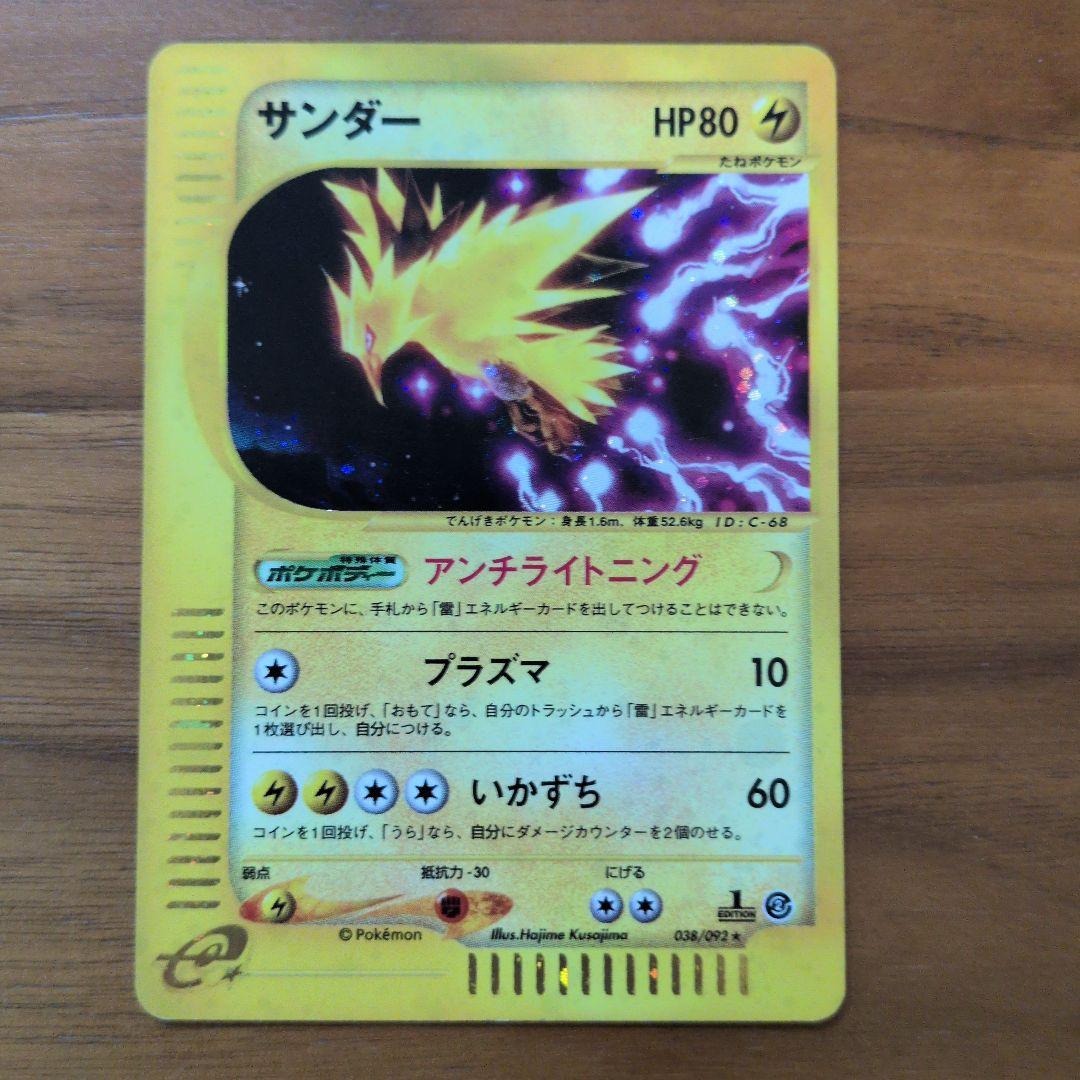 サンダー HP80
たねポケモン
でんげきポケモン:身長1.6m、体重52.6kg ID:C-68
特殊体質
ポケボディー アンチライトニング
このポケモンに、手札から「雷」エネルギーカードを出してつけることはできない。
プラズマ 10
コインを1回投げ、「おもて」なら、自分のトラッシュから「雷」エネルギーカードを
1枚選び出し、自分につける。
いかずち 60
コインを1回投げ、「うら」なら、自分にダメージカウンターを2個のせる。
弱点 抵抗力-30 にげる
1 EDITION
©Pokémon Illus.Hajime Kusajima 038/092★
e